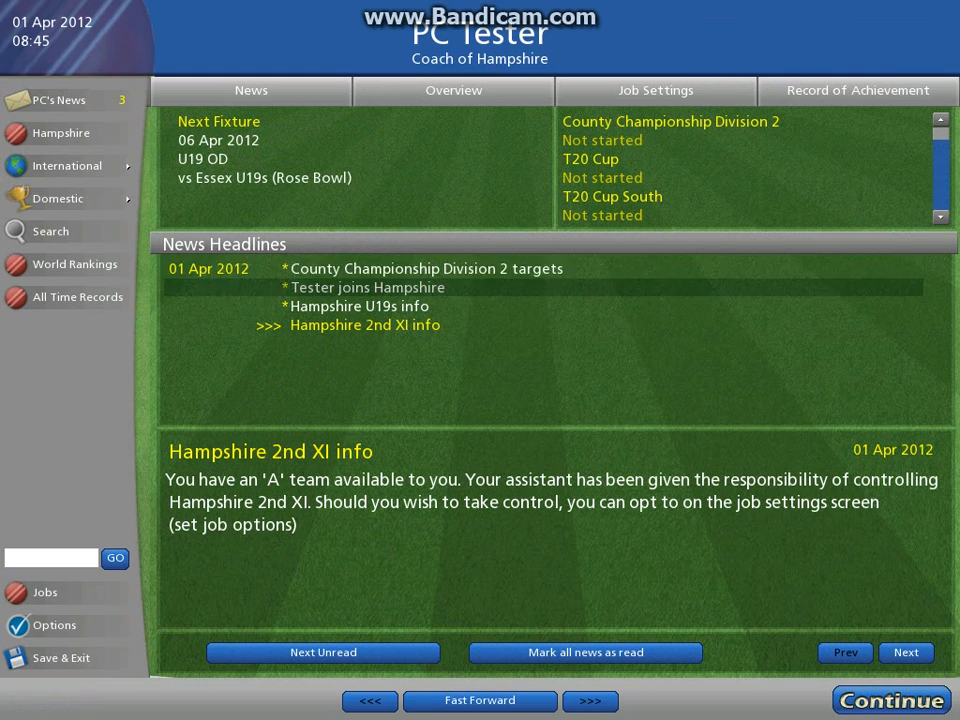 www.Bandicam.com
01 Apr 2012
08:45
PC Tester
Coach of Hampshire
News
Overview
Job Settings
Record of Achievement
PC's News 3
Hampshire
International
Domestic
Search
World Rankings
All Time Records
Next Fixture
06 Apr 2012
U19 OD
vs Essex U19s (Rose Bowl)
County Championship Division 2
Not started
T20 Cup
Not started
T20 Cup South
Not started
News Headlines
01 Apr 2012 * County Championship Division 2 targets
* Tester joins Hampshire
* Hampshire U19s info
>>> Hampshire 2nd XI info
Hampshire 2nd XI info 01 Apr 2012
You have an 'A' team available to you. Your assistant has been given the responsibility of controlling
Hampshire 2nd XI. Should you wish to take control, you can opt to on the job settings screen
(set job options)
GO
Jobs
Options
Save & Exit
Next Unread
Mark all news as read
Prev
Next
<<<
Fast Forward
>>>
Continue